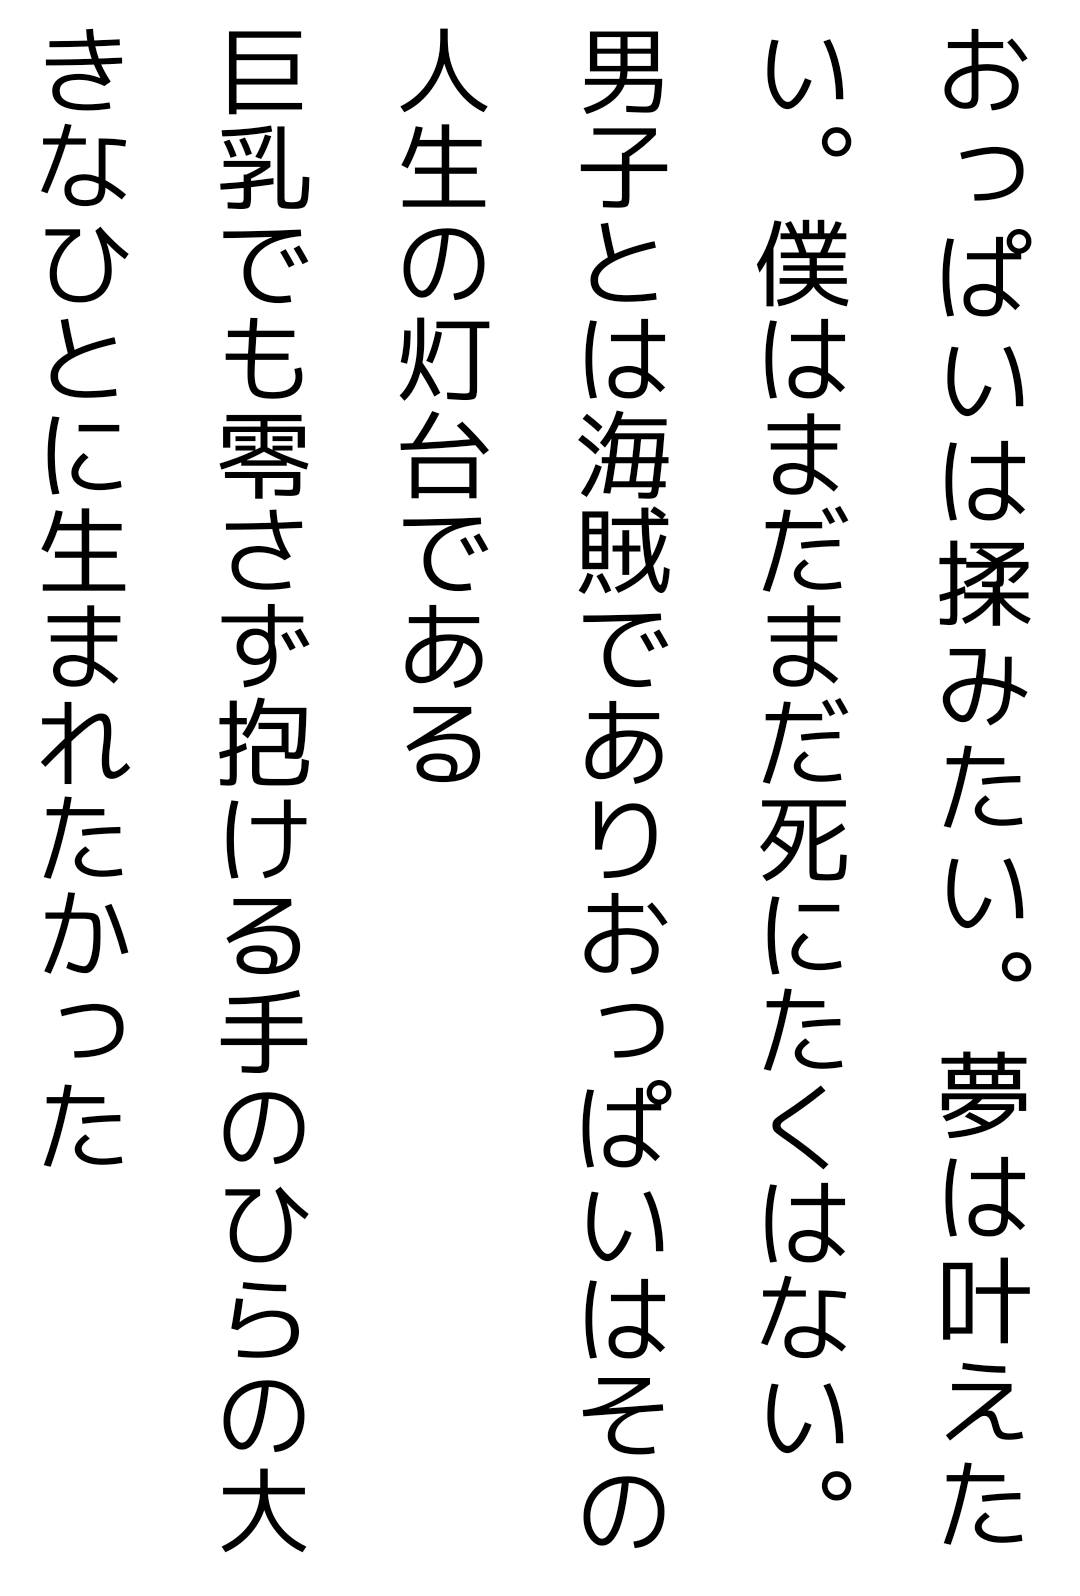 おっぱいは揉みたい。夢は叶えた
い。僕はまだまだ死にたくはない。
男子とは海賊でありおっぱいはその
人生の灯台である
巨乳でも零さず抱ける手のひらの大
きなひとに生まれたかった